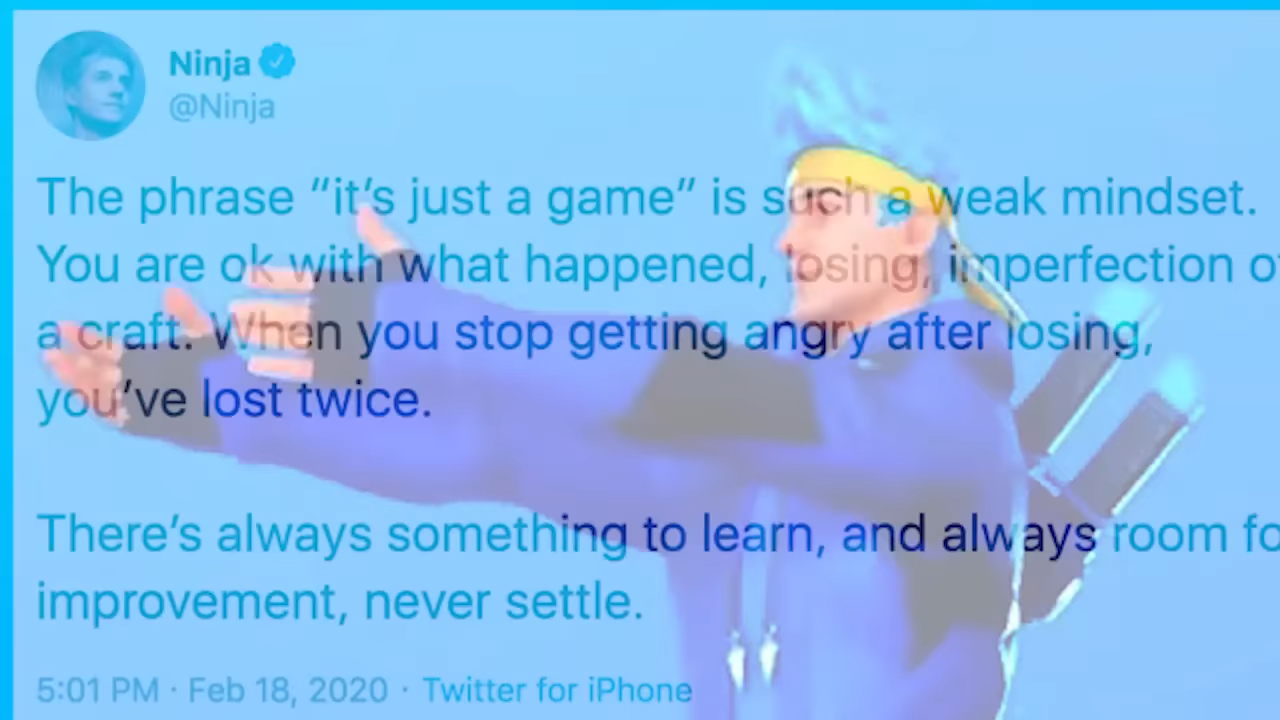 Ninja
@Ninja
The phrase “it’s just a game” is such a weak mindset.
You are ok with what happened, losing, imperfection o
a craft. When you stop getting angry after losing,
you’ve lost twice.
There’s always something to learn, and always room fo
improvement, never settle.
5:01 PM · Feb 18, 2020 · Twitter for iPhone